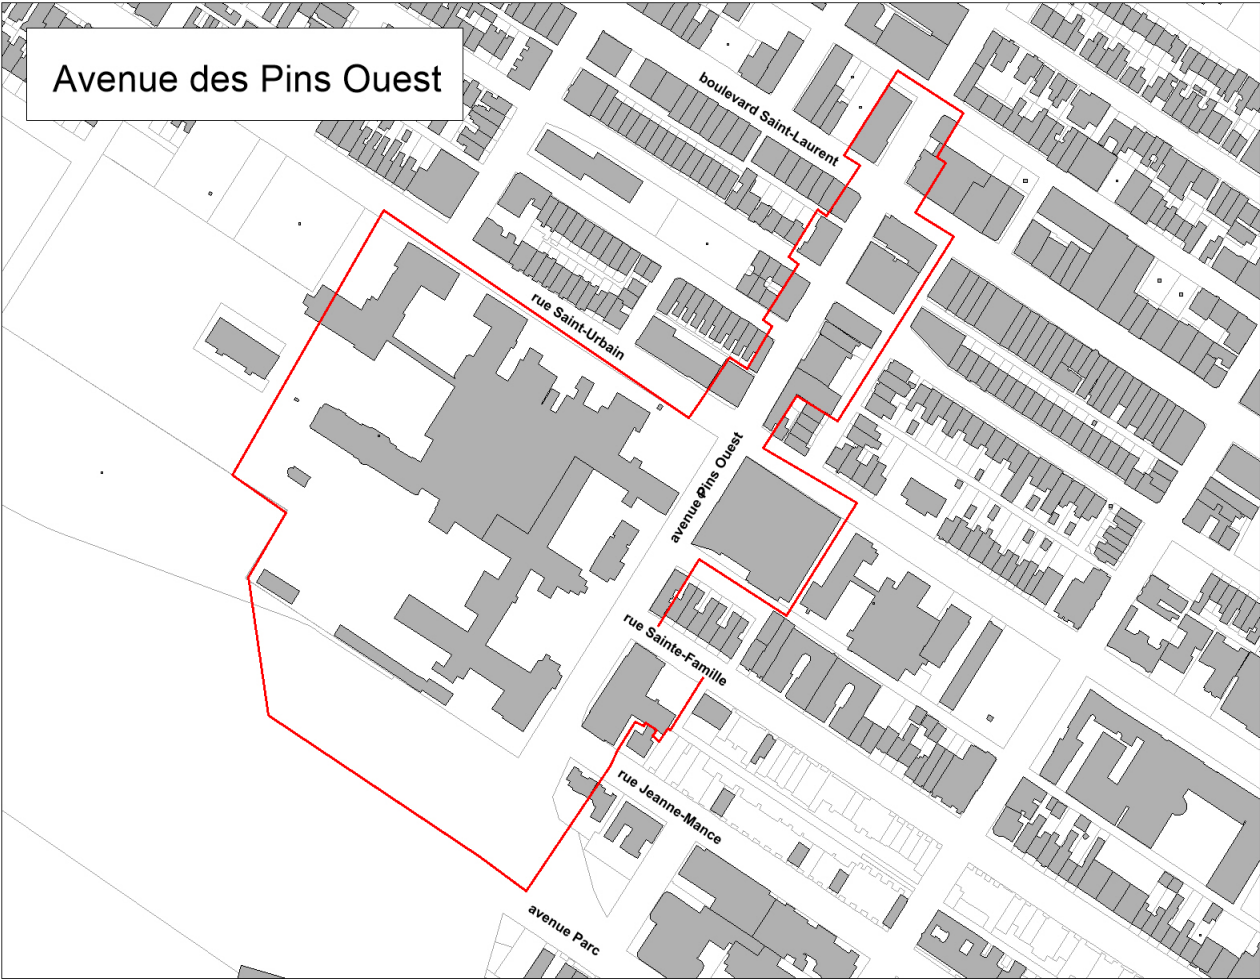 Avenue des Pins Ouest
boulevard Saint-Laurent
rue Saint-Urbain
avenue Pins Ouest
rue Sainte-Famille
rue Jeanne-Mance
avenue Parc